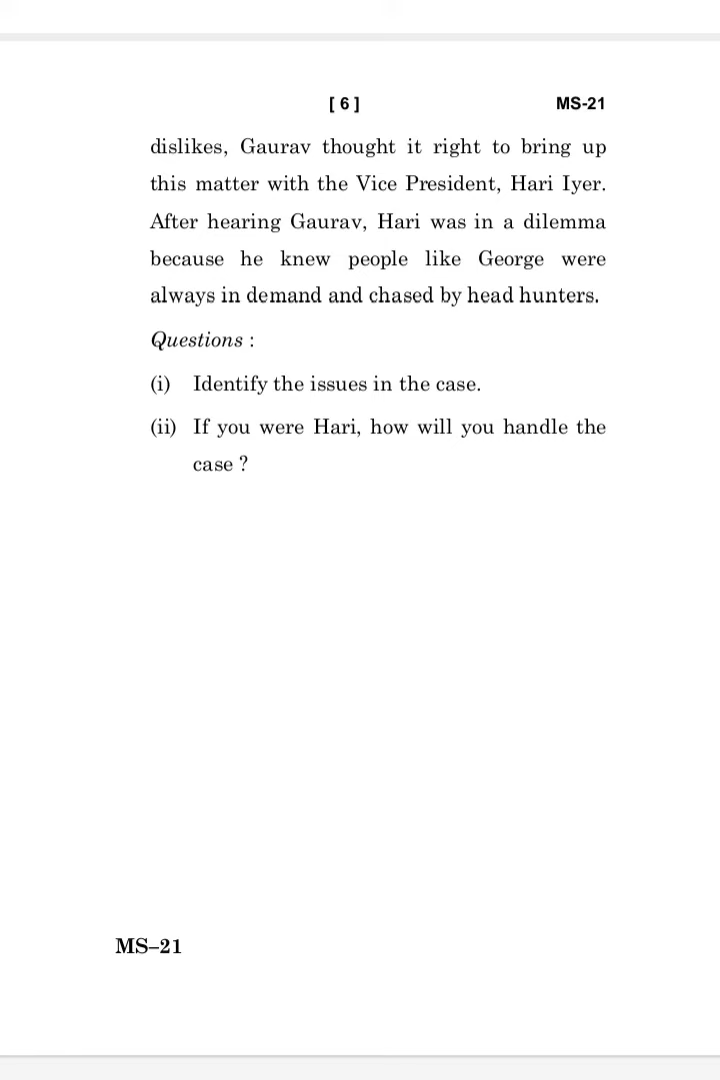 [ 6 ] MS-21
dislikes, Gaurav thought it right to bring up
this matter with the Vice President, Hari Iyer.
After hearing Gaurav, Hari was in a dilemma
because he knew people like George were
always in demand and chased by head hunters.
Questions :
(i) Identify the issues in the case.
(ii) If you were Hari, how will you handle the
case ?
MS–21